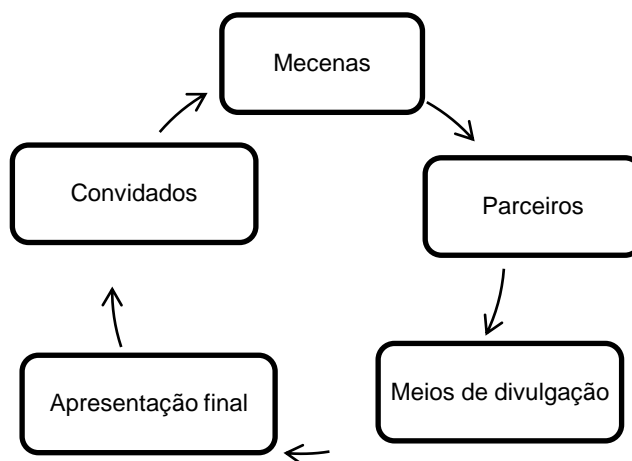 Mecenas
Convidados
Parceiros
Apresentação final
Meios de divulgação